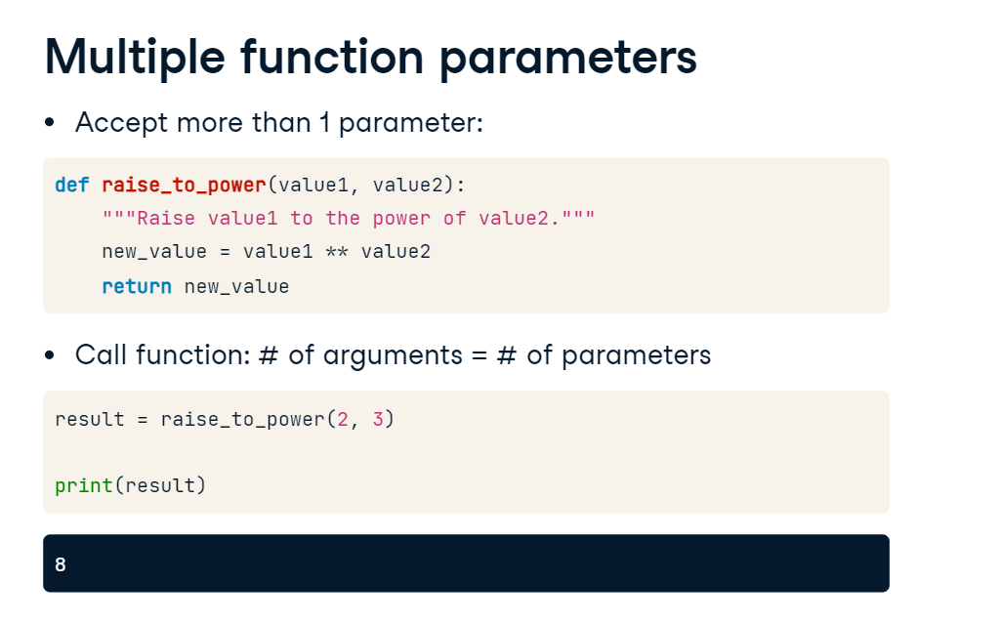 Multiple function parameters
• Accept more than 1 parameter:
def raise_to_power(value1, value2):
    """Raise value1 to the power of value2."""
    new_value = value1 ** value2
    return new_value
• Call function: # of arguments = # of parameters
result = raise_to_power(2, 3)
print(result)
8